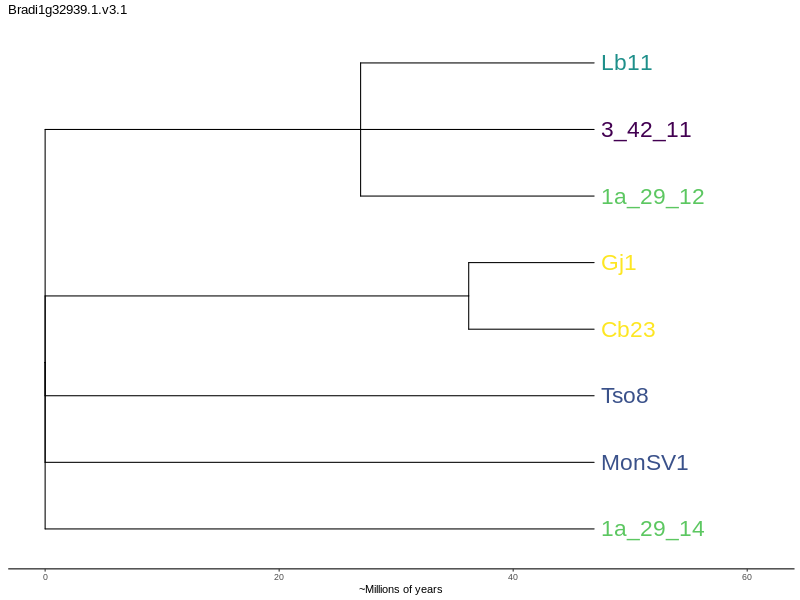 Bradi1g32939.1.v3.1
Lb11
3_42_11
1a_29_12
Gj1
Cb23
Tso8
MonSV1
1a_29_14
0 20 40 60
~Millions of years